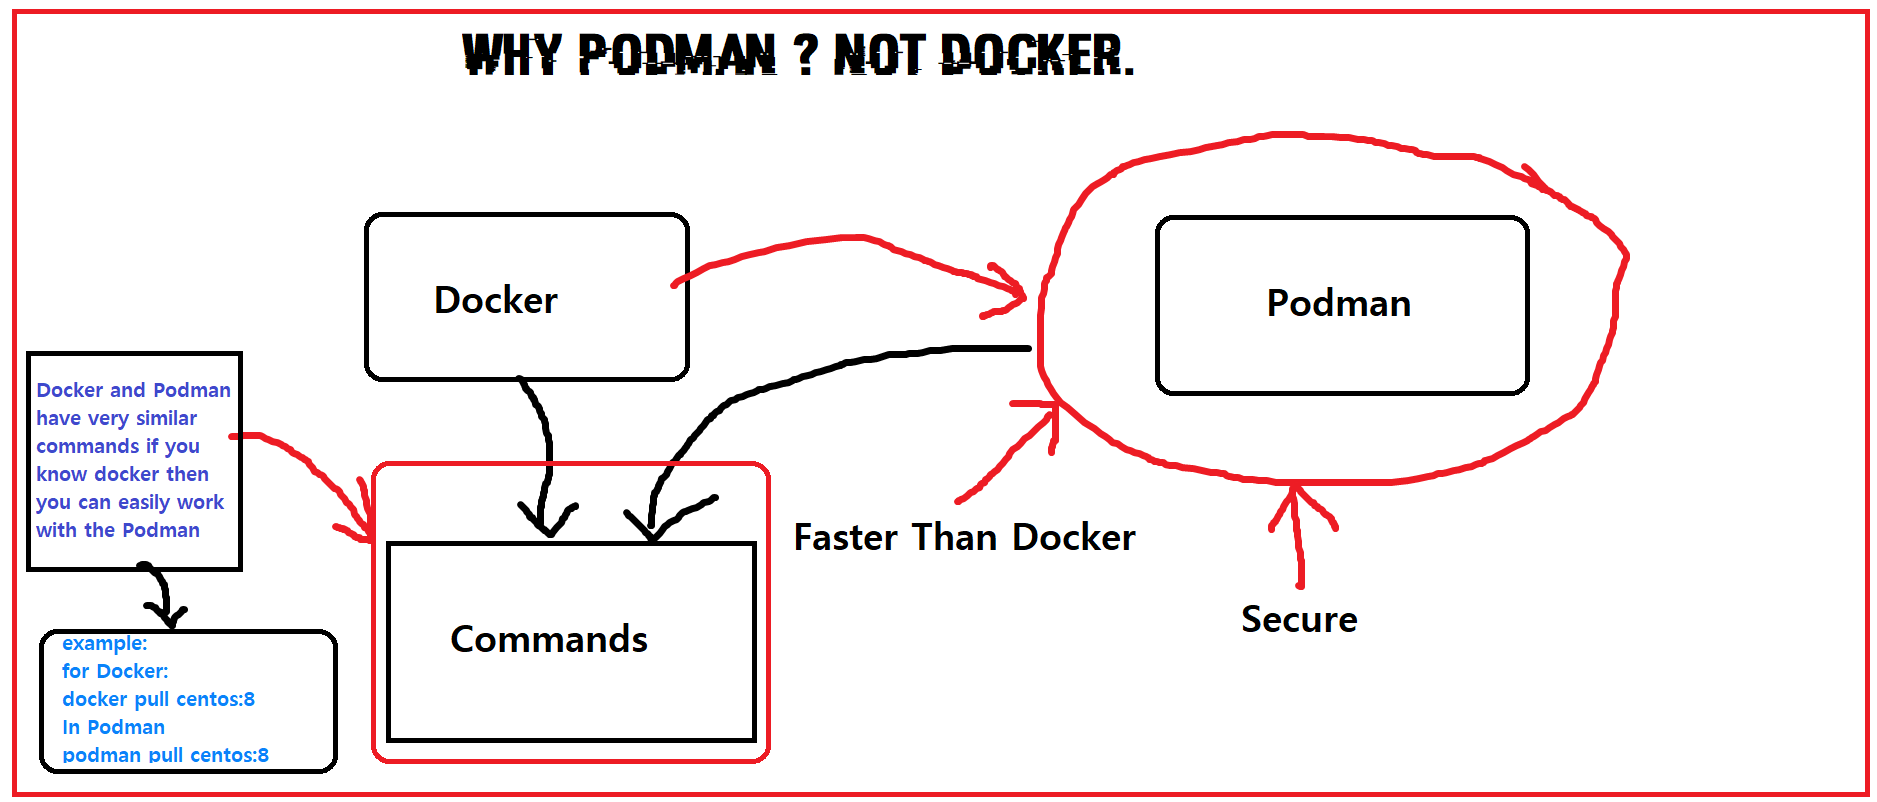 WHY PODMAN ? NOT DOCKER.
Docker
Podman
Docker and Podman
have very similar
commands if you
know docker then
you can easily work
with the Podman
Faster Than Docker
Secure
Commands
example:
for Docker:
docker pull centos:8
In Podman
podman pull centos:8